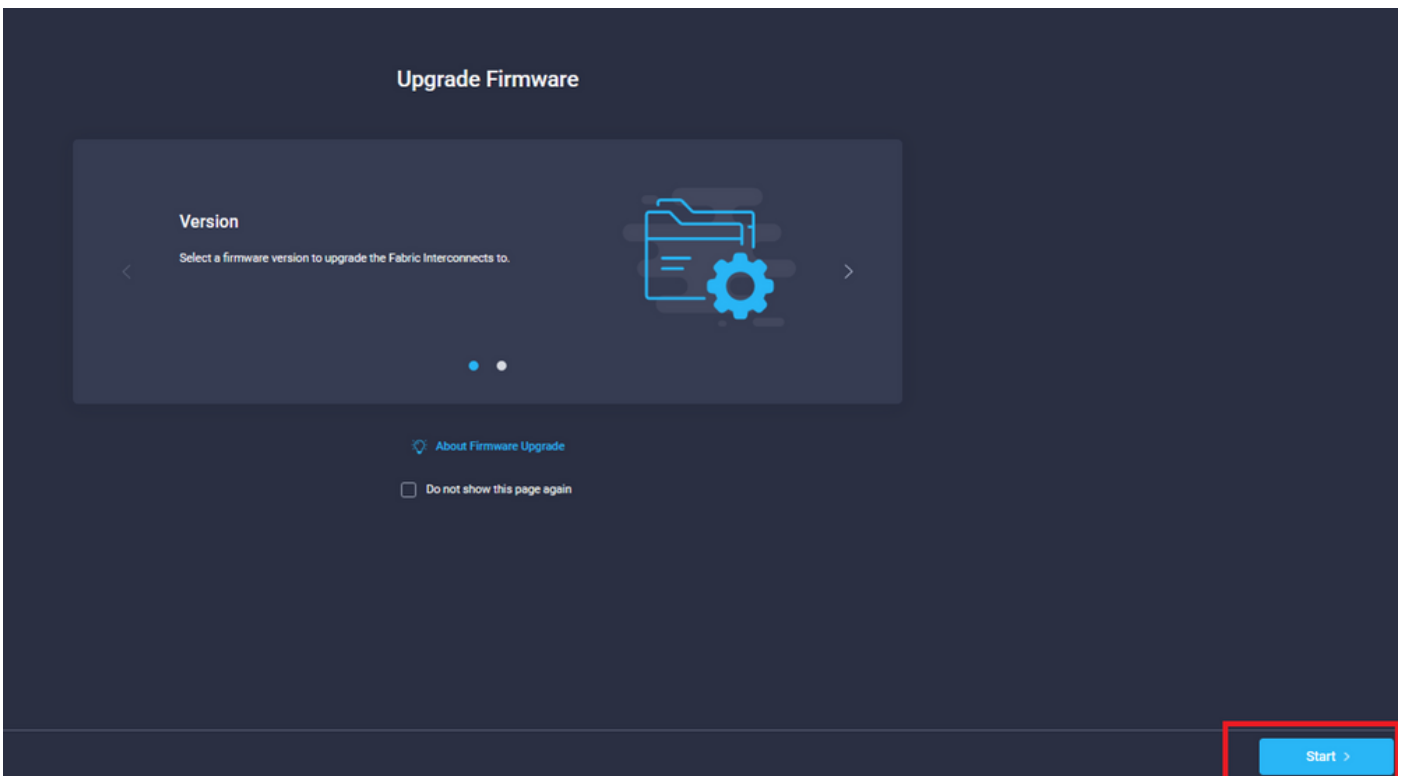 Upgrade Firmware
Version
Select a firmware version to upgrade the Fabric Interconnects to.
About Firmware Upgrade
Do not show this page again
Start